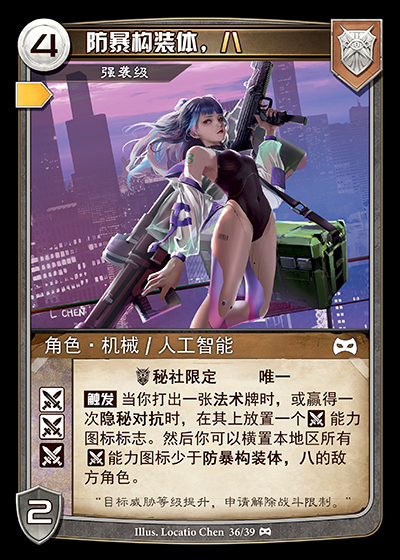 4
防暴构装体，八
强袭级
L. CHEN
角色・机械 / 人工智能
秘社限定 唯一
触发 当你打出一张法术牌时，或赢得一
次隐秘对抗时，在其上放置一个 能力
图标标志。然后你可以横置本地区所有
能力图标少于防暴构装体，八的敌
方角色。
“目标威胁等级提升，申请解除战斗限制。”
2
Illus. Locatio Chen 36/39